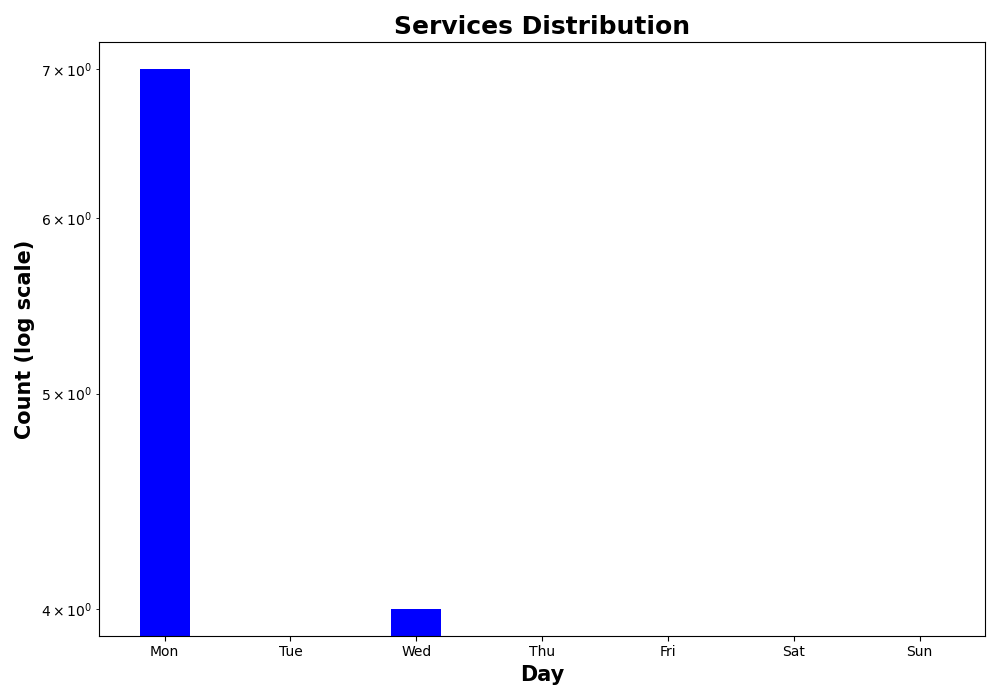 Services Distribution
Count (log scale)
7 × 10⁰
6 × 10⁰
5 × 10⁰
4 × 10⁰
Mon Tue Wed Thu Fri Sat Sun
Day